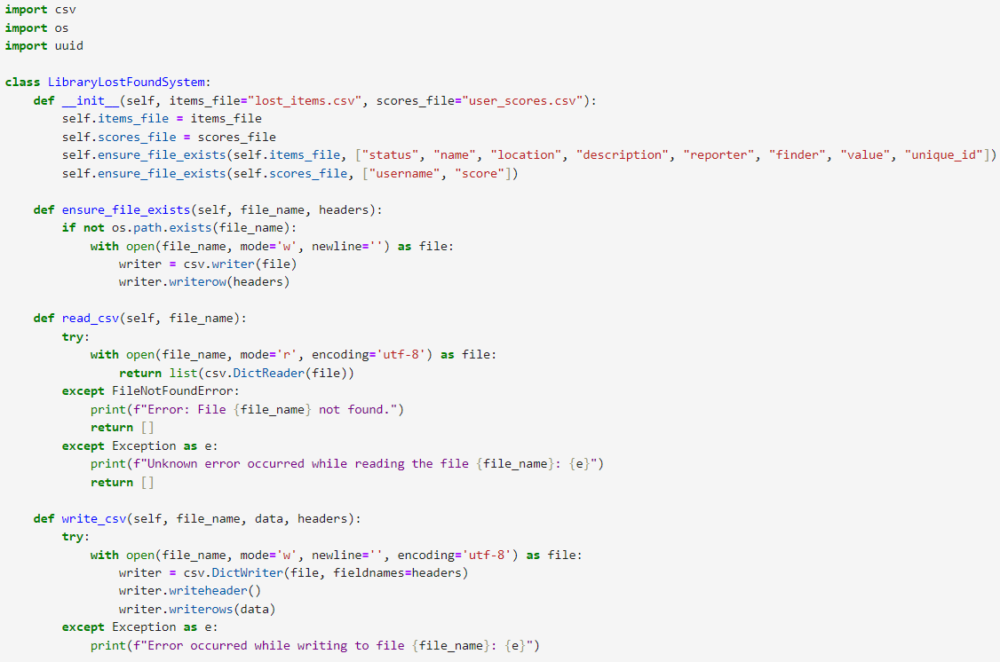 import csv
import os
import uuid

class LibraryLostFoundSystem:
    def __init__(self, items_file="lost_items.csv", scores_file="user_scores.csv"):
        self.items_file = items_file
        self.scores_file = scores_file
        self.ensure_file_exists(self.items_file, ["status", "name", "location", "description", "reporter", "finder", "value", "unique_id"])
        self.ensure_file_exists(self.scores_file, ["username", "score"])

    def ensure_file_exists(self, file_name, headers):
        if not os.path.exists(file_name):
            with open(file_name, mode='w', newline='') as file:
                writer = csv.writer(file)
                writer.writerow(headers)

    def read_csv(self, file_name):
        try:
            with open(file_name, mode='r', encoding='utf-8') as file:
                return list(csv.DictReader(file))
        except FileNotFoundError:
            print(f"Error: File {file_name} not found.")
            return []
        except Exception as e:
            print(f"Unknown error occurred while reading the file {file_name}: {e}")
            return []

    def write_csv(self, file_name, data, headers):
        try:
            with open(file_name, mode='w', newline='', encoding='utf-8') as file:
                writer = csv.DictWriter(file, fieldnames=headers)
                writer.writeheader()
                writer.writerows(data)
        except Exception as e:
            print(f"Error occurred while writing to file {file_name}: {e}")